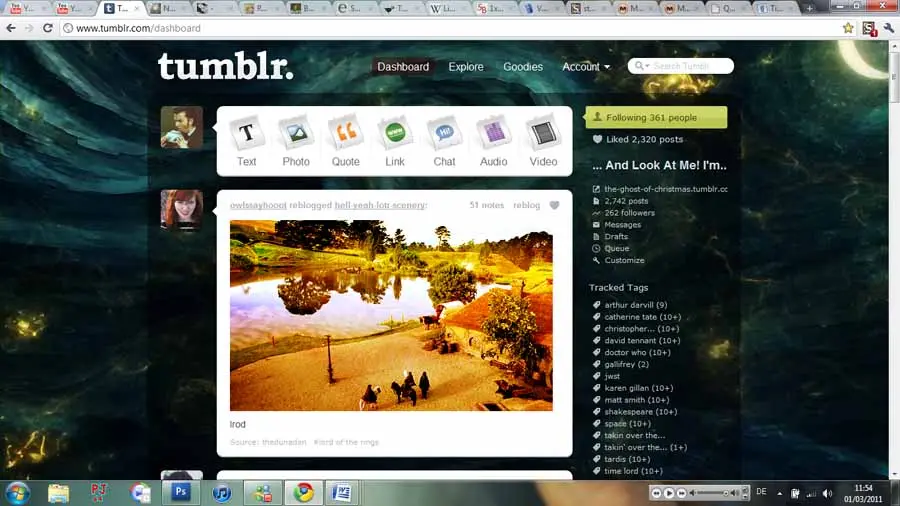 Y...
Y...
T...
N...
B...
P...
B...
S
T...
W Li...
1x...
V...
st...
M...
M...
Q...
Ti...
www.tumblr.com/dashboard
tumblr.
Dashboard
Explore
Goodies
Account
Search Tumblr
Text
Photo
Quote
Link
Chat
Audio
Video
Following 361 people
Liked 2,320 posts
... And Look At Me! I'm..
the-ghost-of-christmas.tumblr.cc
2,742 posts
262 followers
Messages
Drafts
Queue
Customize
Tracked Tags
arthur darvill (9)
catherine tate (10+)
christopher... (10+)
david tennant (10+)
doctor who (10+)
gallifrey (2)
jwst
karen gillan (10+)
matt smith (10+)
shakespeare (10+)
space (10+)
takin over the...
takin' over the... (1+)
tardis (10+)
time lord (10+)
owlssayhooot reblogged hell-yeah-lotr-scenery:
51 notes
reblog
lrod
Source: thedunadan #lord of the rings
DE
11:54
01/03/2011